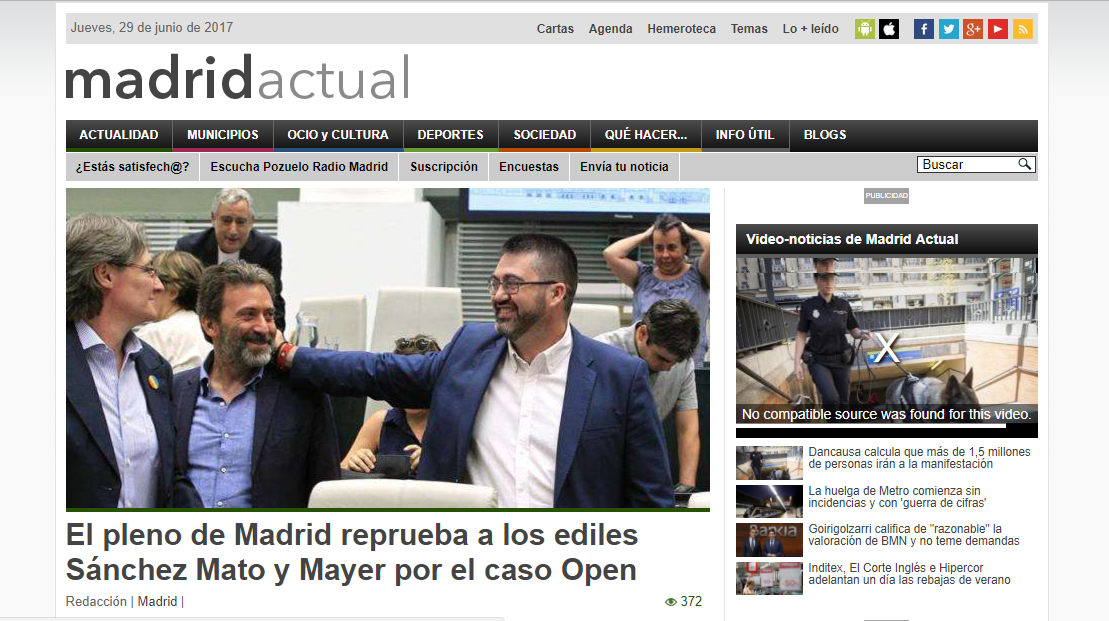 Jueves, 29 de junio de 2017
Cartas Agenda Hemeroteca Temas Lo + leído
madridactual
ACTUALIDAD MUNICIPIOS OCIO y CULTURA DEPORTES SOCIEDAD QUÉ HACER... INFO ÚTIL BLOGS
¿Estás satisfech@? Escucha Pozuelo Radio Madrid Suscripción Encuestas Envía tu noticia Buscar
El pleno de Madrid reprueba a los ediles
Sánchez Mato y Mayer por el caso Open
Redacción | Madrid |
372
PUBLICIDAD
Video-noticias de Madrid Actual
X
No compatible source was found for this video.
Dancausa calcula que más de 1,5 millones
de personas irán a la manifestación
La huelga de Metro comienza sin
incidencias y con 'guerra de cifras'
Goirigolzarri califica de "razonable" la
valoración de BMN y no teme demandas
Inditex, El Corte Inglés e Hipercor
adelantan un día las rebajas de verano